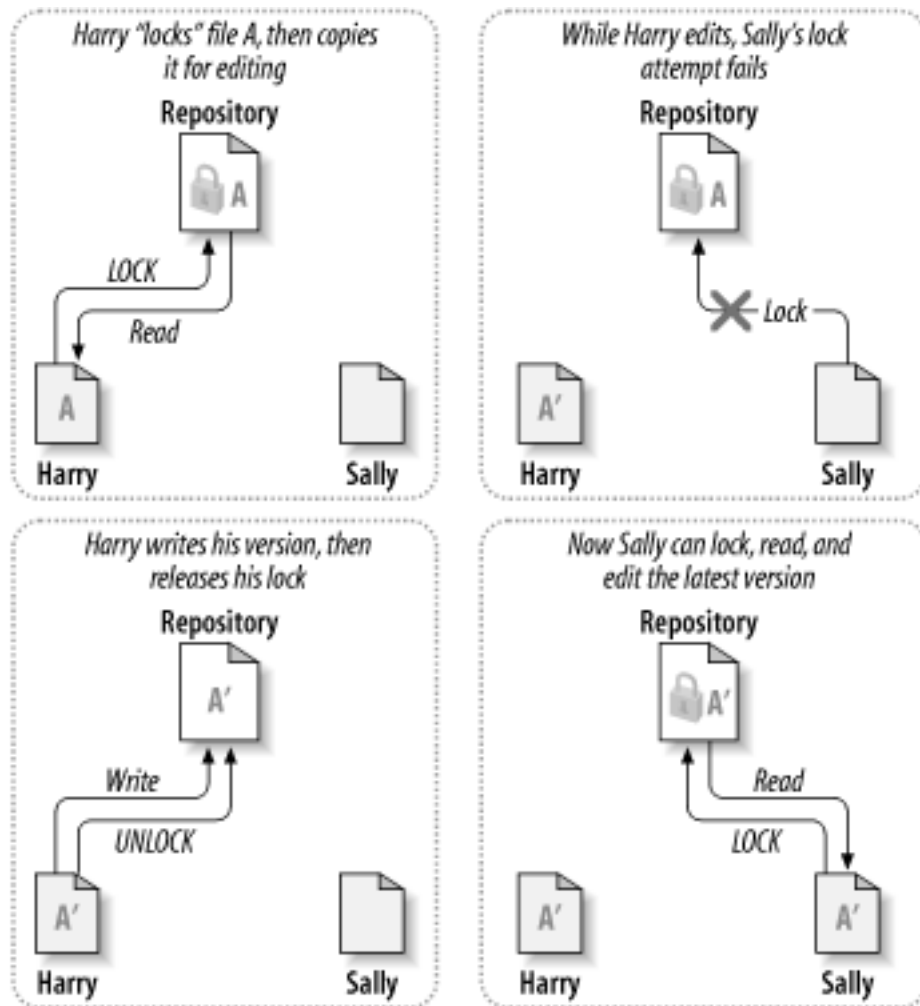 Harry “locks” file A, then copies
it for editing
Repository
A
LOCK
Read
A
Harry
Sally
While Harry edits, Sally’s lock
attempt fails
Repository
A
Lock
A’
Harry
Sally
Harry writes his version, then
releases his lock
Repository
A’
Write
UNLOCK
A’
Harry
Sally
Now Sally can lock, read, and
edit the latest version
Repository
A’
Read
LOCK
A’
Harry
A’
Sally